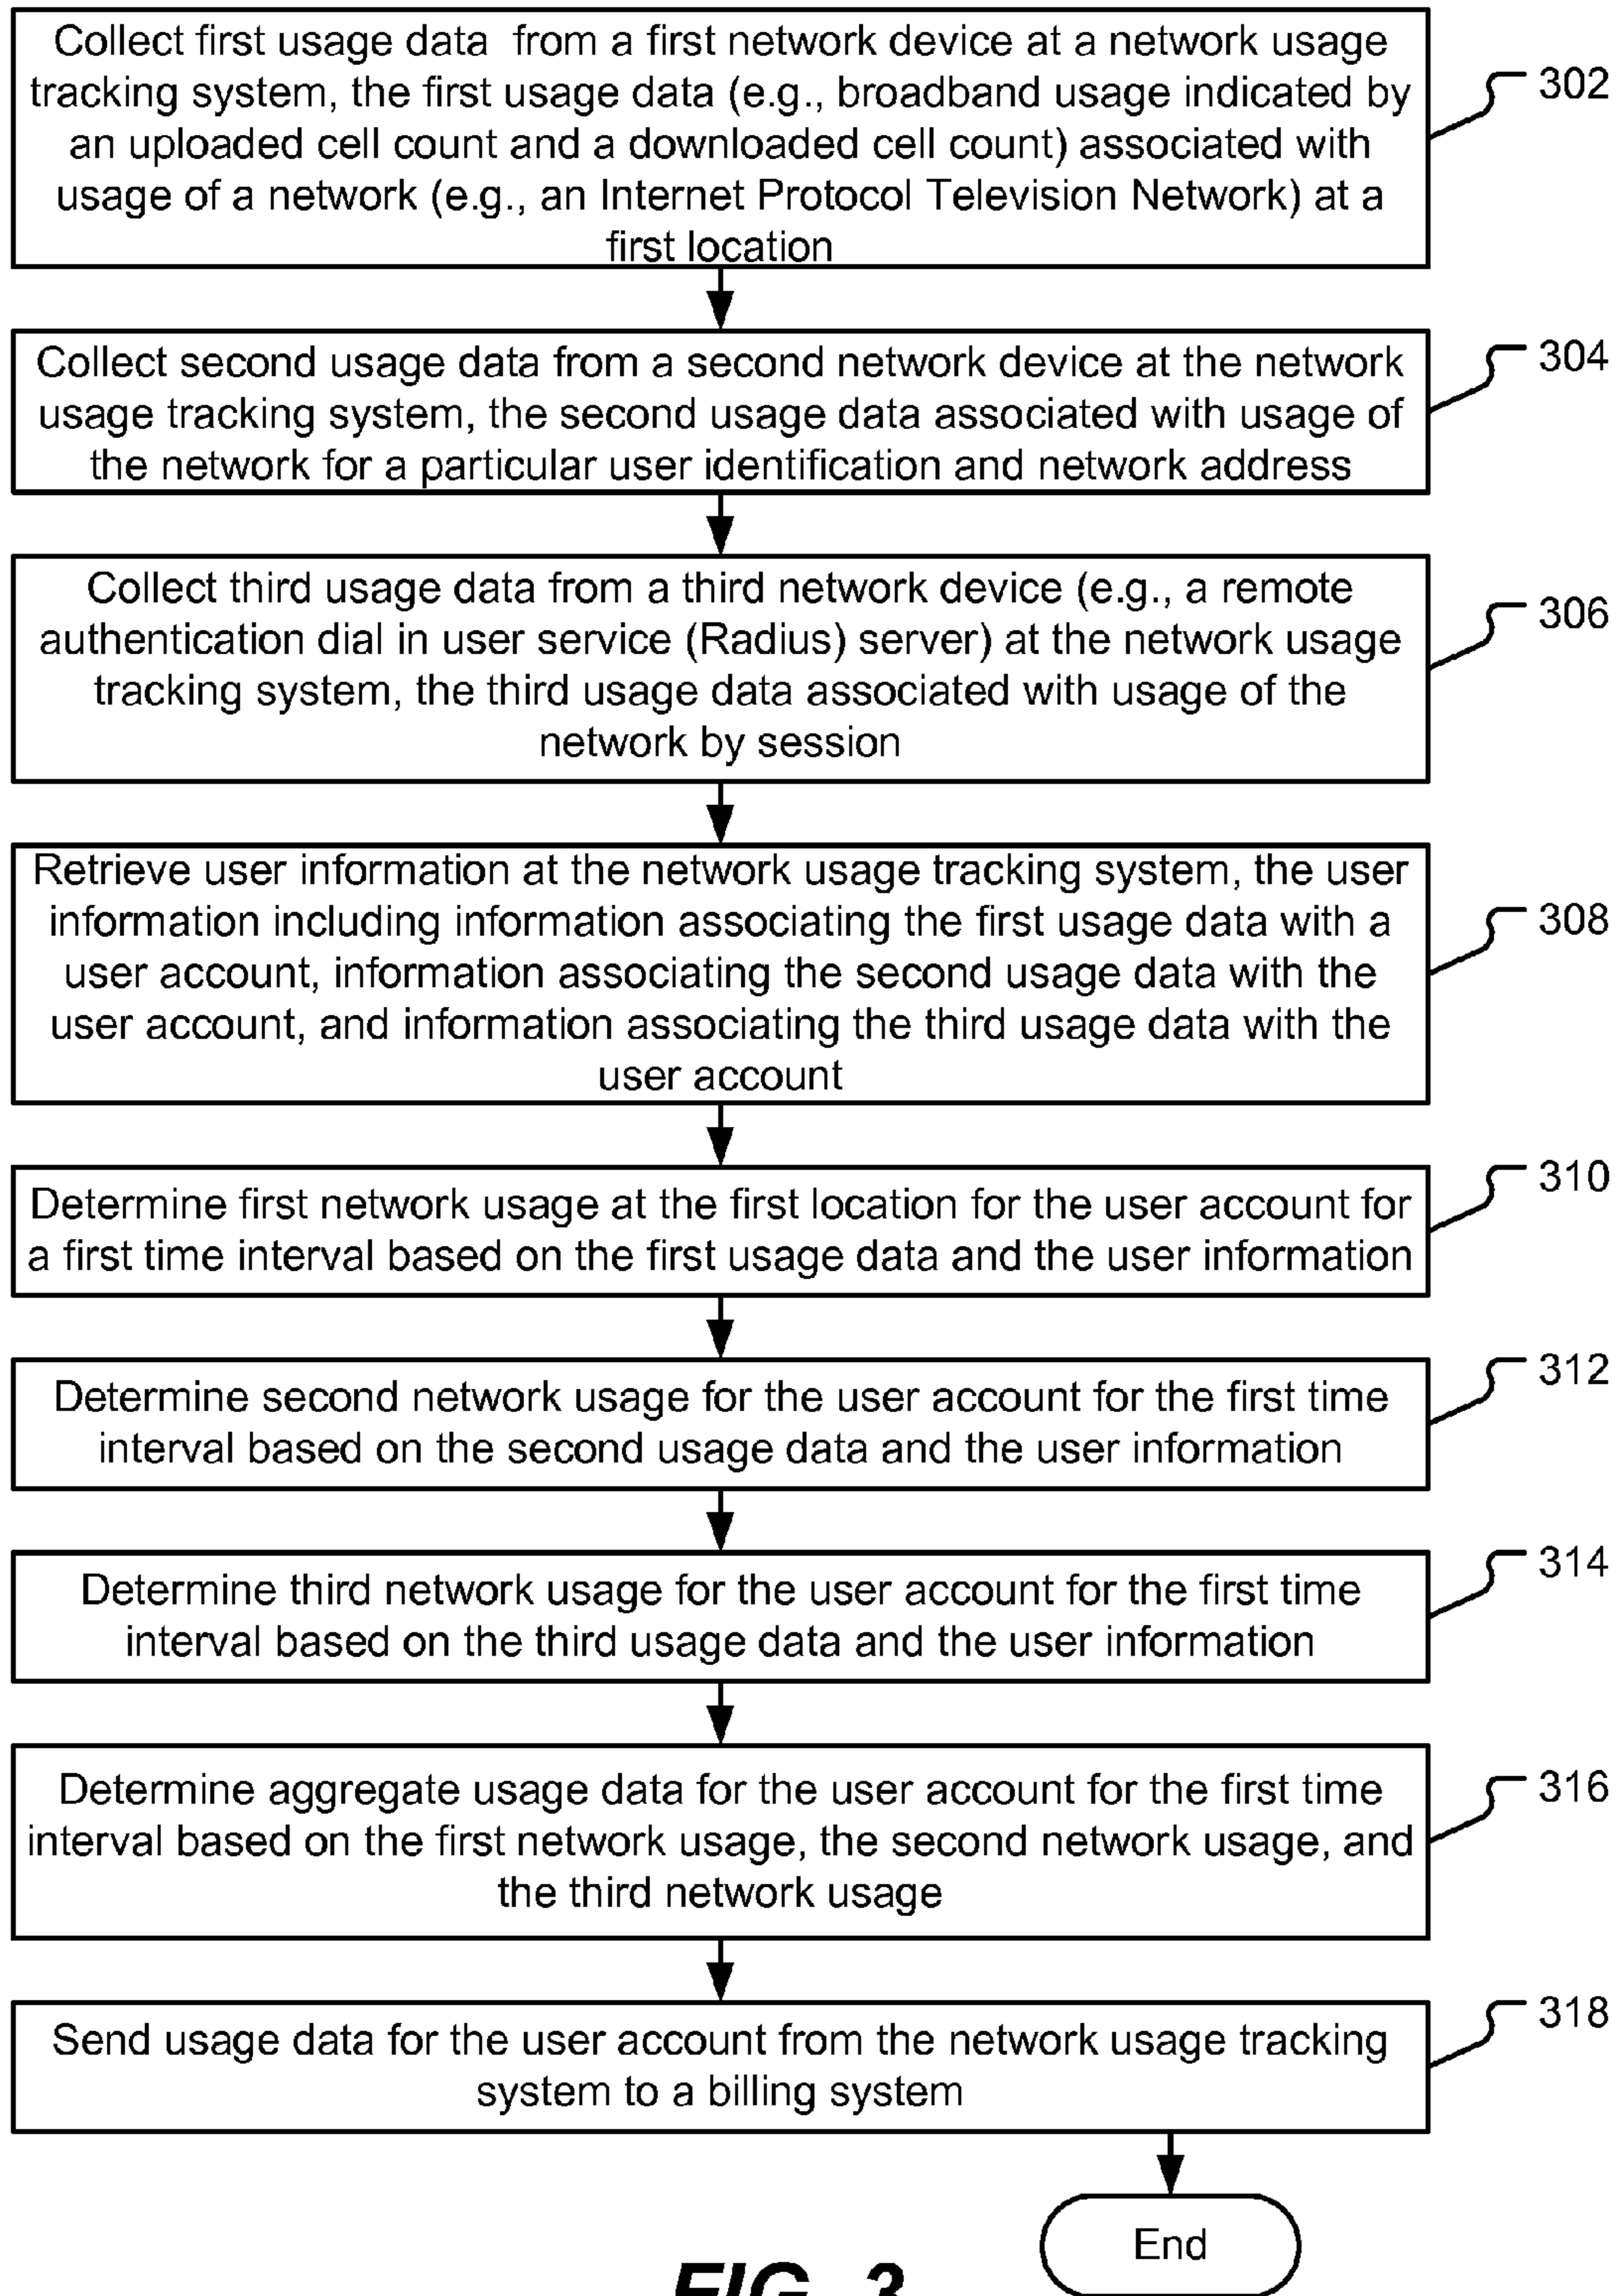 Collect first usage data from a first network device at a network usage
tracking system, the first usage data (e.g., broadband usage indicated by
an uploaded cell count and a downloaded cell count) associated with
usage of a network (e.g., an Internet Protocol Television Network) at a
first location
302
Collect second usage data from a second network device at the network
usage tracking system, the second usage data associated with usage of
the network for a particular user identification and network address
304
Collect third usage data from a third network device (e.g., a remote
authentication dial in user service (Radius) server) at the network usage
tracking system, the third usage data associated with usage of the
network by session
306
Retrieve user information at the network usage tracking system, the user
information including information associating the first usage data with a
user account, information associating the second usage data with the
user account, and information associating the third usage data with the
user account
308
Determine first network usage at the first location for the user account for
a first time interval based on the first usage data and the user information
310
Determine second network usage for the user account for the first time
interval based on the second usage data and the user information
312
Determine third network usage for the user account for the first time
interval based on the third usage data and the user information
314
Determine aggregate usage data for the user account for the first time
interval based on the first network usage, the second network usage, and
the third network usage
316
Send usage data for the user account from the network usage tracking
system to a billing system
318
End
FIG. 3